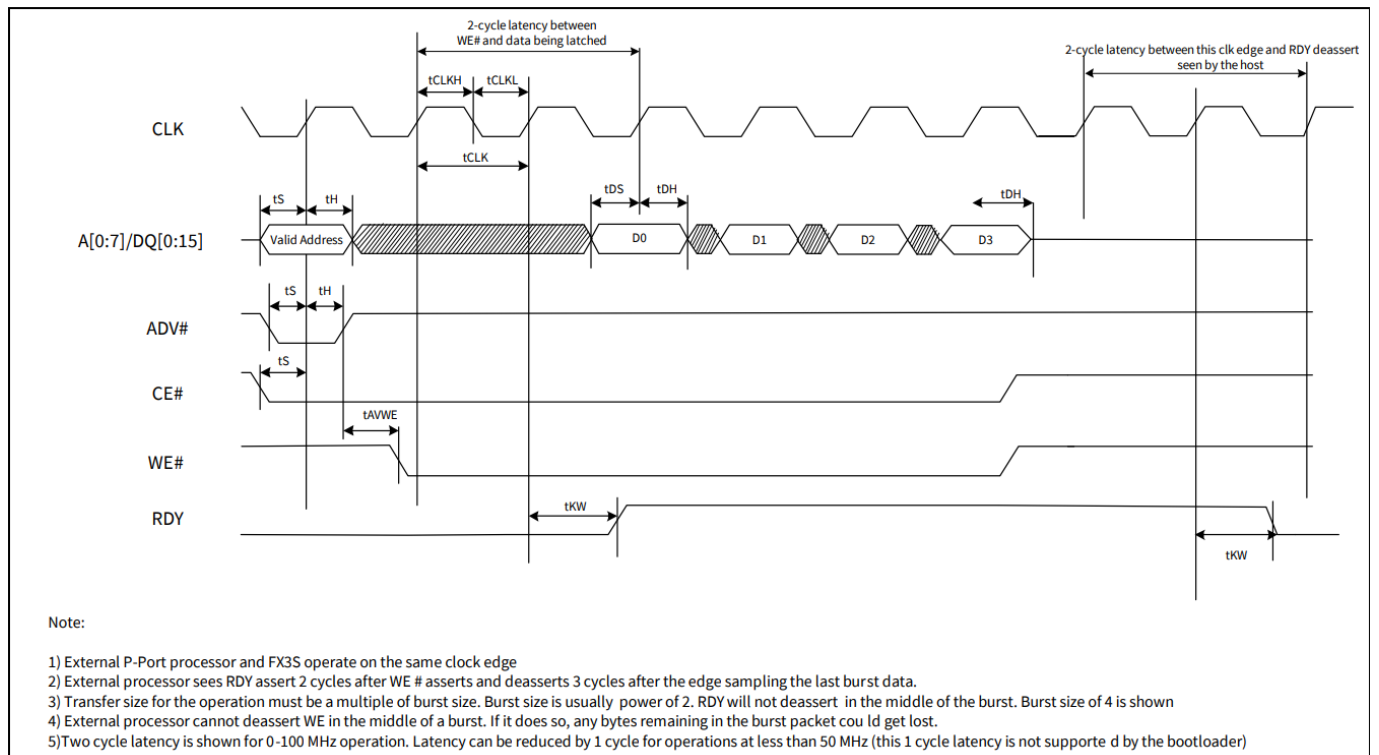 2-cycle latency between
WE# and data being latched
2-cycle latency between this clk edge and RDY deassert
seen by the host
tCLKH
tCLKL
CLK
tCLK
tS
tH
tDS
tDH
tDH
A[0:7]/DQ[0:15]
Valid Address
D0
D1
D2
D3
tS
tH
ADV#
tS
CE#
tAVWE
WE#
tKW
RDY
tKW
Note:
1) External P-Port processor and FX3S operate on the same clock edge
2) External processor sees RDY assert 2 cycles after WE # asserts and deasserts 3 cycles after the edge sampling the last burst data.
3) Transfer size for the operation must be a multiple of burst size. Burst size is usually power of 2. RDY will not deassert in the middle of the burst. Burst size of 4 is shown
4) External processor cannot deassert WE in the middle of a burst. If it does so, any bytes remaining in the burst packet cou ld get lost.
5)Two cycle latency is shown for 0-100 MHz operation. Latency can be reduced by 1 cycle for operations at less than 50 MHz (this 1 cycle latency is not supporte d by the bootloader)